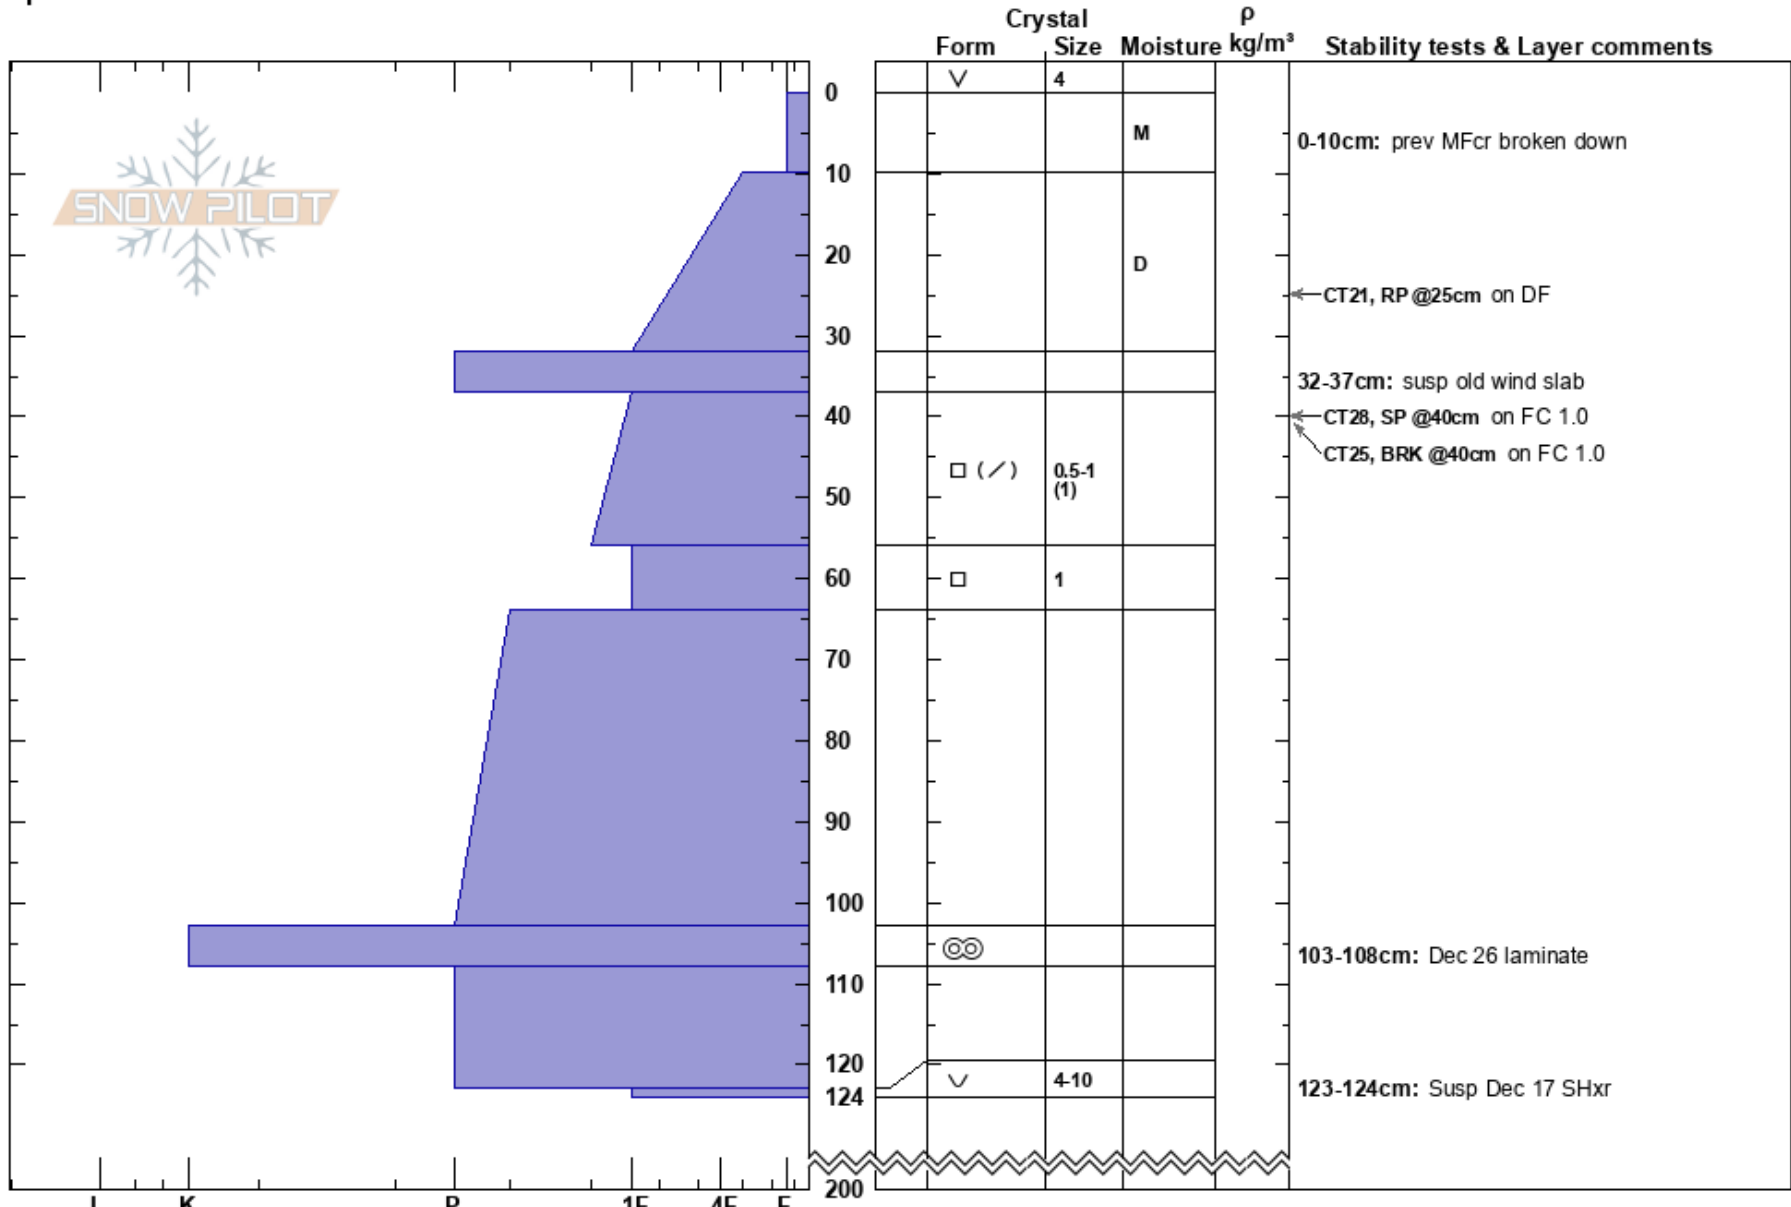 Crystal ρ
Form Size Moisture kg/m³ Stability tests & Layer comments
V 4
0
M
0-10cm: prev MFcr broken down
10
SNOW PILOT
20
D
CT21, RP @25cm on DF
30
32-37cm: susp old wind slab
40
CT28, SP @40cm on FC 1.0
CT25, BRK @40cm on FC 1.0
0.5-1
(1)
50
60
1
70
80
90
100
103-108cm: Dec 26 laminate
110
120
4-10
123-124cm: Susp Dec 17 SHxr
124
200
I K P 1F 4F F